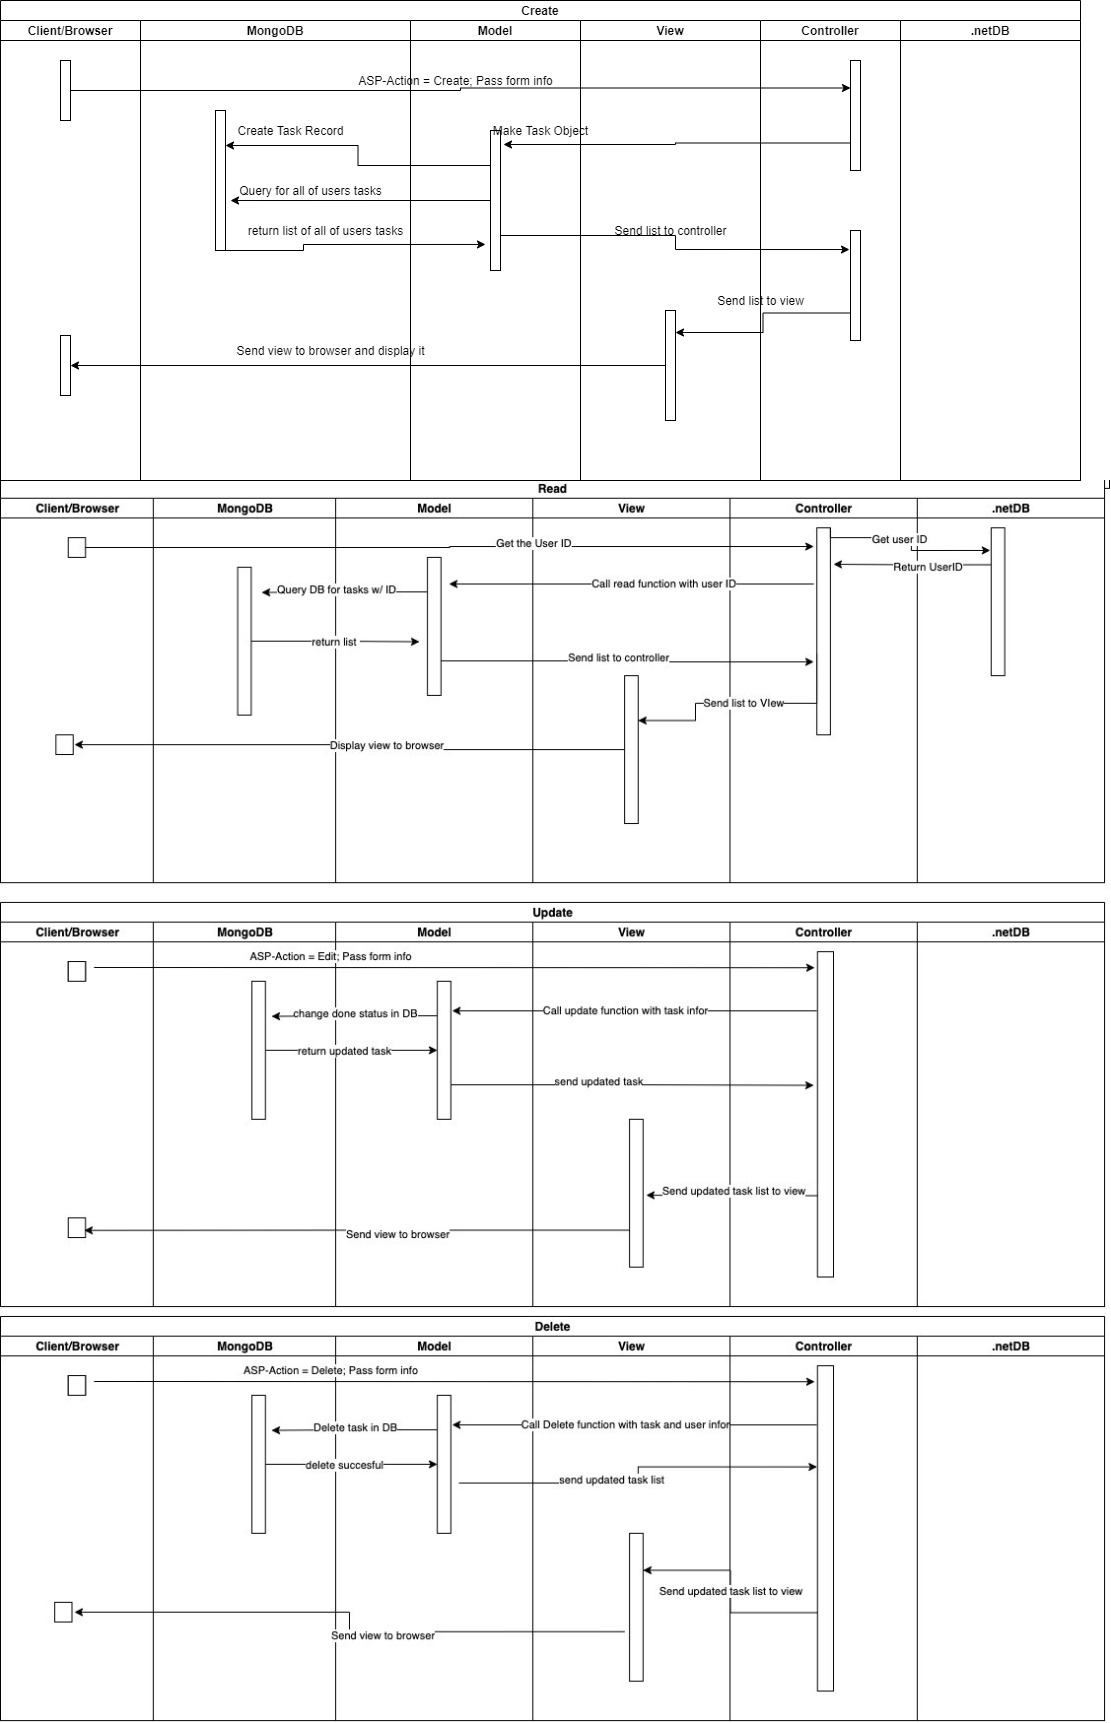 Create
Client/Browser MongoDB Model View Controller .netDB
ASP-Action = Create; Pass form info
Create Task Record
Make Task Object
Query for all of users tasks
return list of all of users tasks
Send list to controller
Send list to view
Send view to browser and display it
Read
Client/Browser MongoDB Model View Controller .netDB
Get the User ID
Get user ID
Return UserID
Call read function with user ID
Query DB for tasks w/ ID
return list
Send list to controller
Send list to VIew
Display view to browser
Update
Client/Browser MongoDB Model View Controller .netDB
ASP-Action = Edit; Pass form info
Call update function with task infor
change done status in DB
return updated task
send updated task
Send updated task list to view
Send view to browser
Delete
Client/Browser MongoDB Model View Controller .netDB
ASP-Action = Delete; Pass form info
Call Delete function with task and user infor
Delete task in DB
delete succesful
send updated task list
Send updated task list to view
Send view to browser